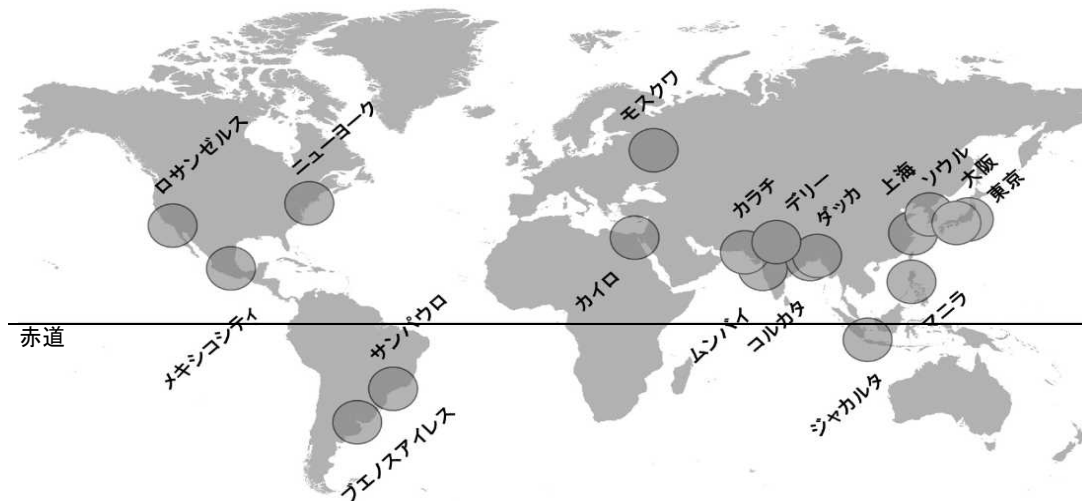 モスクワ
ニューヨーク
ロサンゼルス
カラチ
デリー
ダッカ
上海
ソウル
大阪
東京
カイロ
メキシコシティ
サンパウロ
ムンバイ
コルカタ
マニラ
赤道
ジャカルタ
ブエノスアイレス